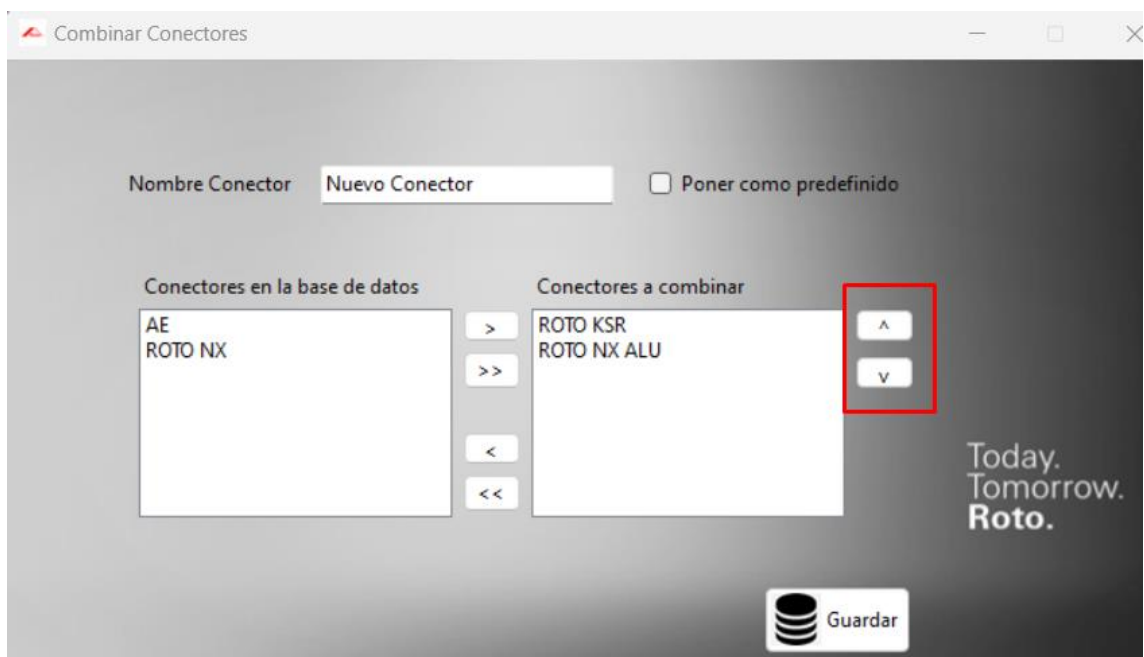 Combinar Conectores
Nombre Conector
Nuevo Conector
Poner como predefinido
Conectores en la base de datos
Conectores a combinar
AE
ROTO NX
>
>>
<
<<
ROTO KSR
ROTO NX ALU
^
v
Today.
Tomorrow.
Roto.
Guardar